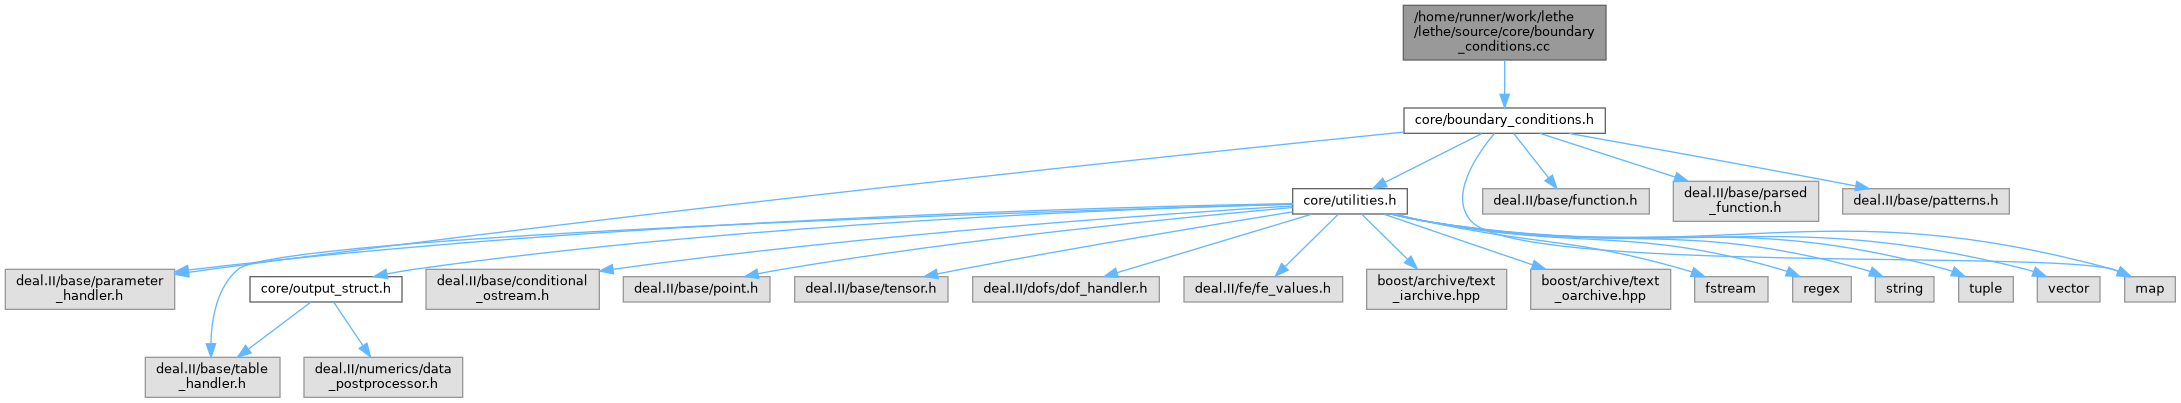 /home/runner/work/lethe
/lethe/source/core/boundary
_conditions.cc
core/boundary_conditions.h
core/utilities.h
deal.II/base/function.h
deal.II/base/parsed
_function.h
deal.II/base/patterns.h
deal.II/base/parameter
_handler.h
core/output_struct.h
deal.II/base/conditional
_ostream.h
deal.II/base/point.h
deal.II/base/tensor.h
deal.II/dofs/dof_handler.h
deal.II/fe/fe_values.h
boost/archive/text
_iarchive.hpp
boost/archive/text
_oarchive.hpp
fstream
regex
string
tuple
vector
map
deal.II/base/table
_handler.h
deal.II/numerics/data
_postprocessor.h